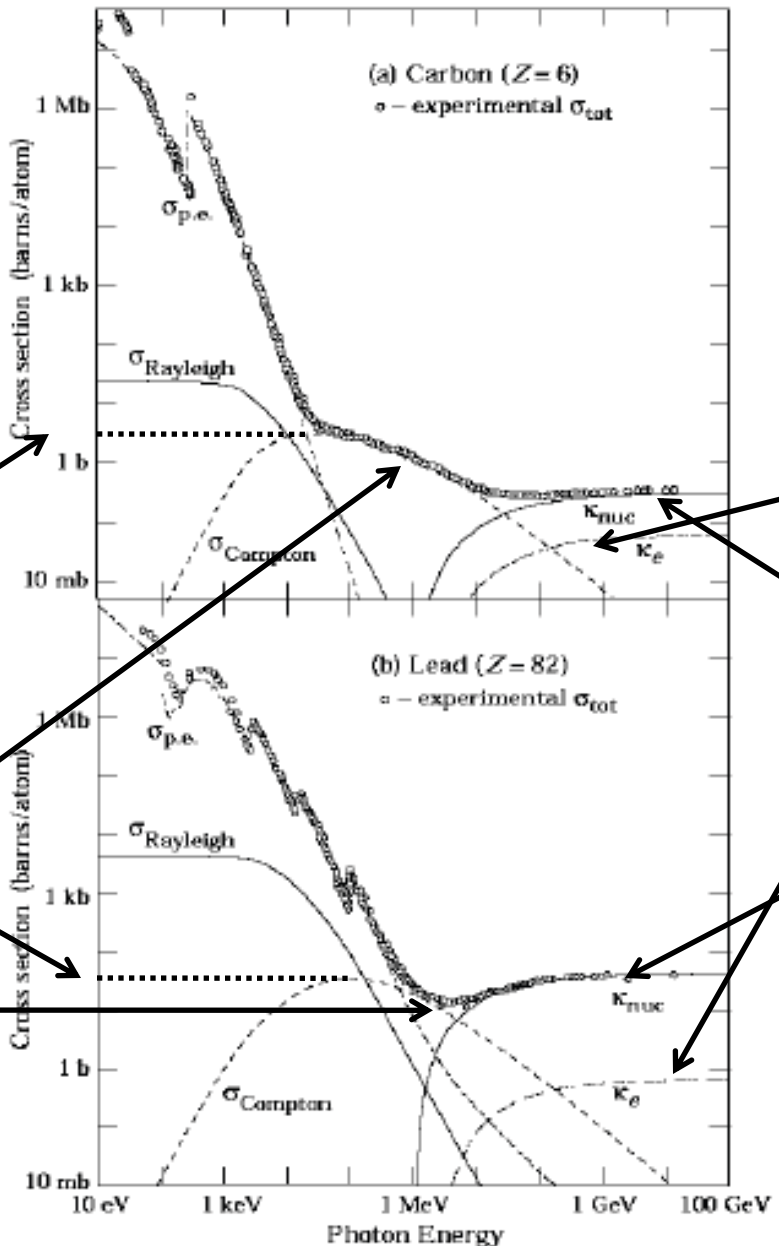 (a) Carbon (Z = 6)
o – experimental σtot
Cross section (barns/atom)
1 Mb
1 kb
1 b
10 mb
σp.e.
σRayleigh
σCompton
κnuc
κe
(b) Lead (Z = 82)
o – experimental σtot
Cross section (barns/atom)
1 Mb
1 kb
1 b
10 mb
σp.e.
σRayleigh
σCompton
κnuc
κe
10 eV 1 keV 1 MeV 1 GeV 100 GeV
Photon Energy